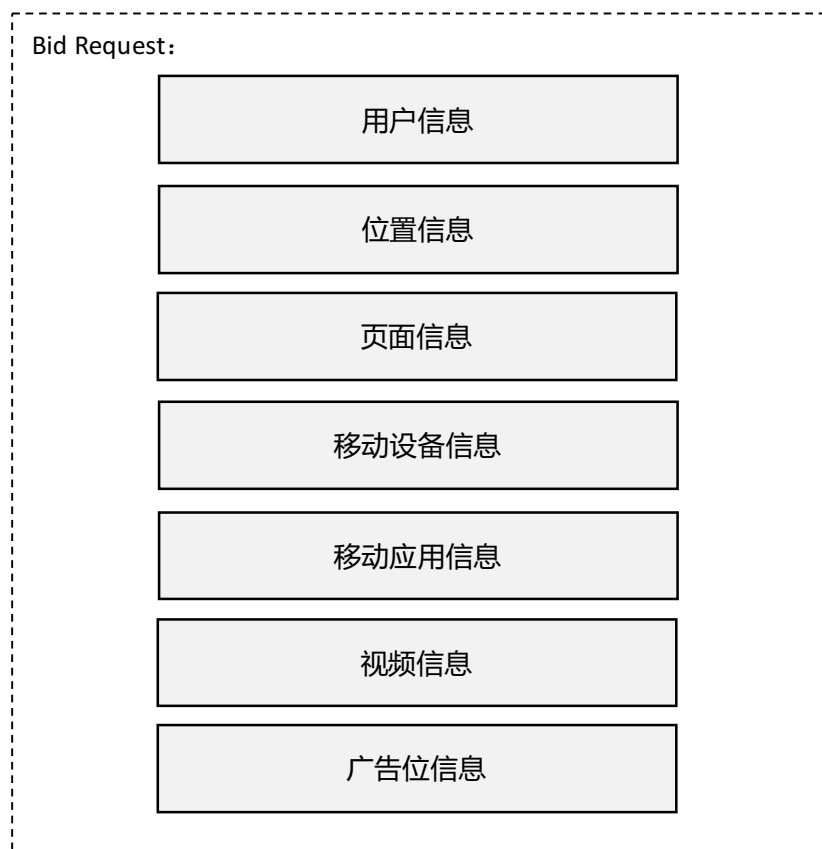 Bid Request：
用户信息
位置信息
页面信息
移动设备信息
移动应用信息
视频信息
广告位信息